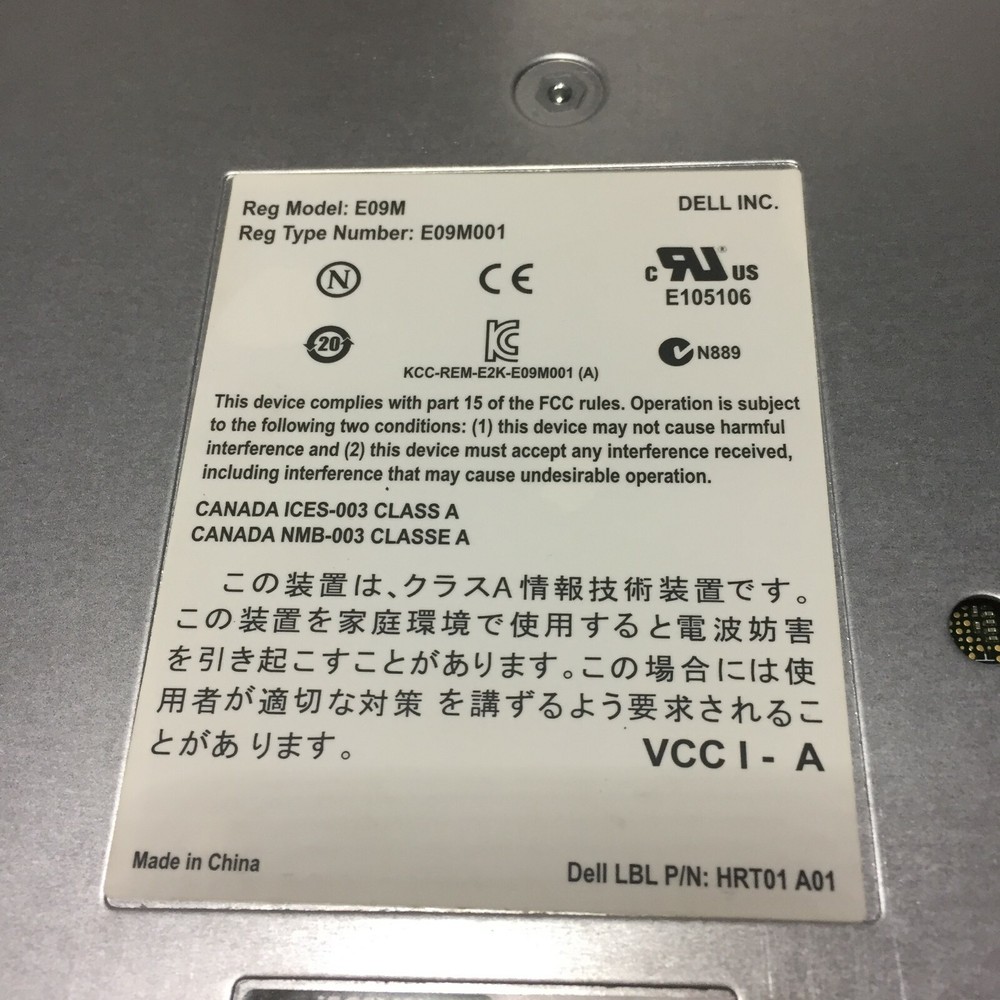 Reg Model: E09M
DELL INC.
Reg Type Number: E09M001
N
CE
C RU US
E105106
20
KC
N889
KCC-REM-E2K-E09M001 (A)
This device complies with part 15 of the FCC rules. Operation is subject
to the following two conditions: (1) this device may not cause harmful
interference and (2) this device must accept any interference received,
including interference that may cause undesirable operation.
CANADA ICES-003 CLASS A
CANADA NMB-003 CLASSE A
この装置は、クラスA情報技術装置です。
この装置を家庭環境で使用すると電波妨害
を引き起こすことがあります。この場合には使
用者が適切な対策 を講ずるよう要求されるこ
とがあ ります。
VCC I - A
Made in China
Dell LBL P/N: HRT01 A01